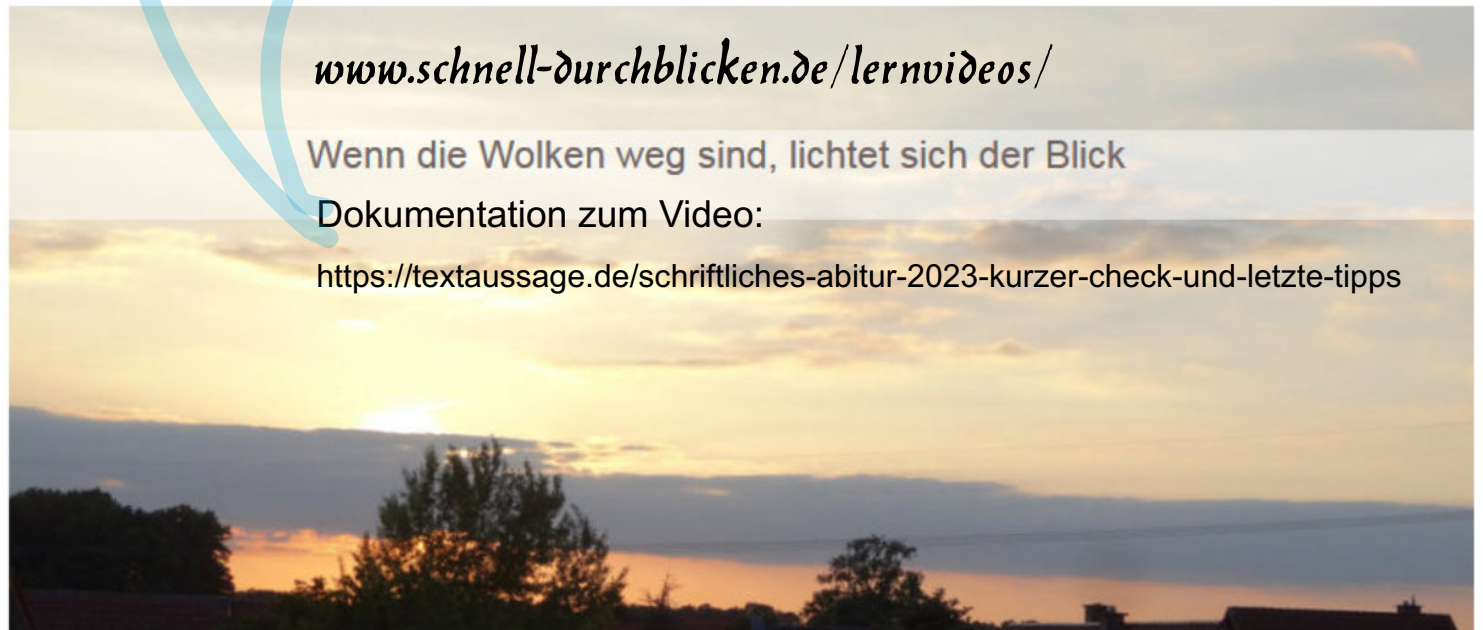 www.schnell-durchblicken.de/lernvideos/
Wenn die Wolken weg sind, lichtet sich der Blick
Dokumentation zum Video:
https://textaussage.de/schriftliches-abitur-2023-kurzer-check-und-letzte-tipps